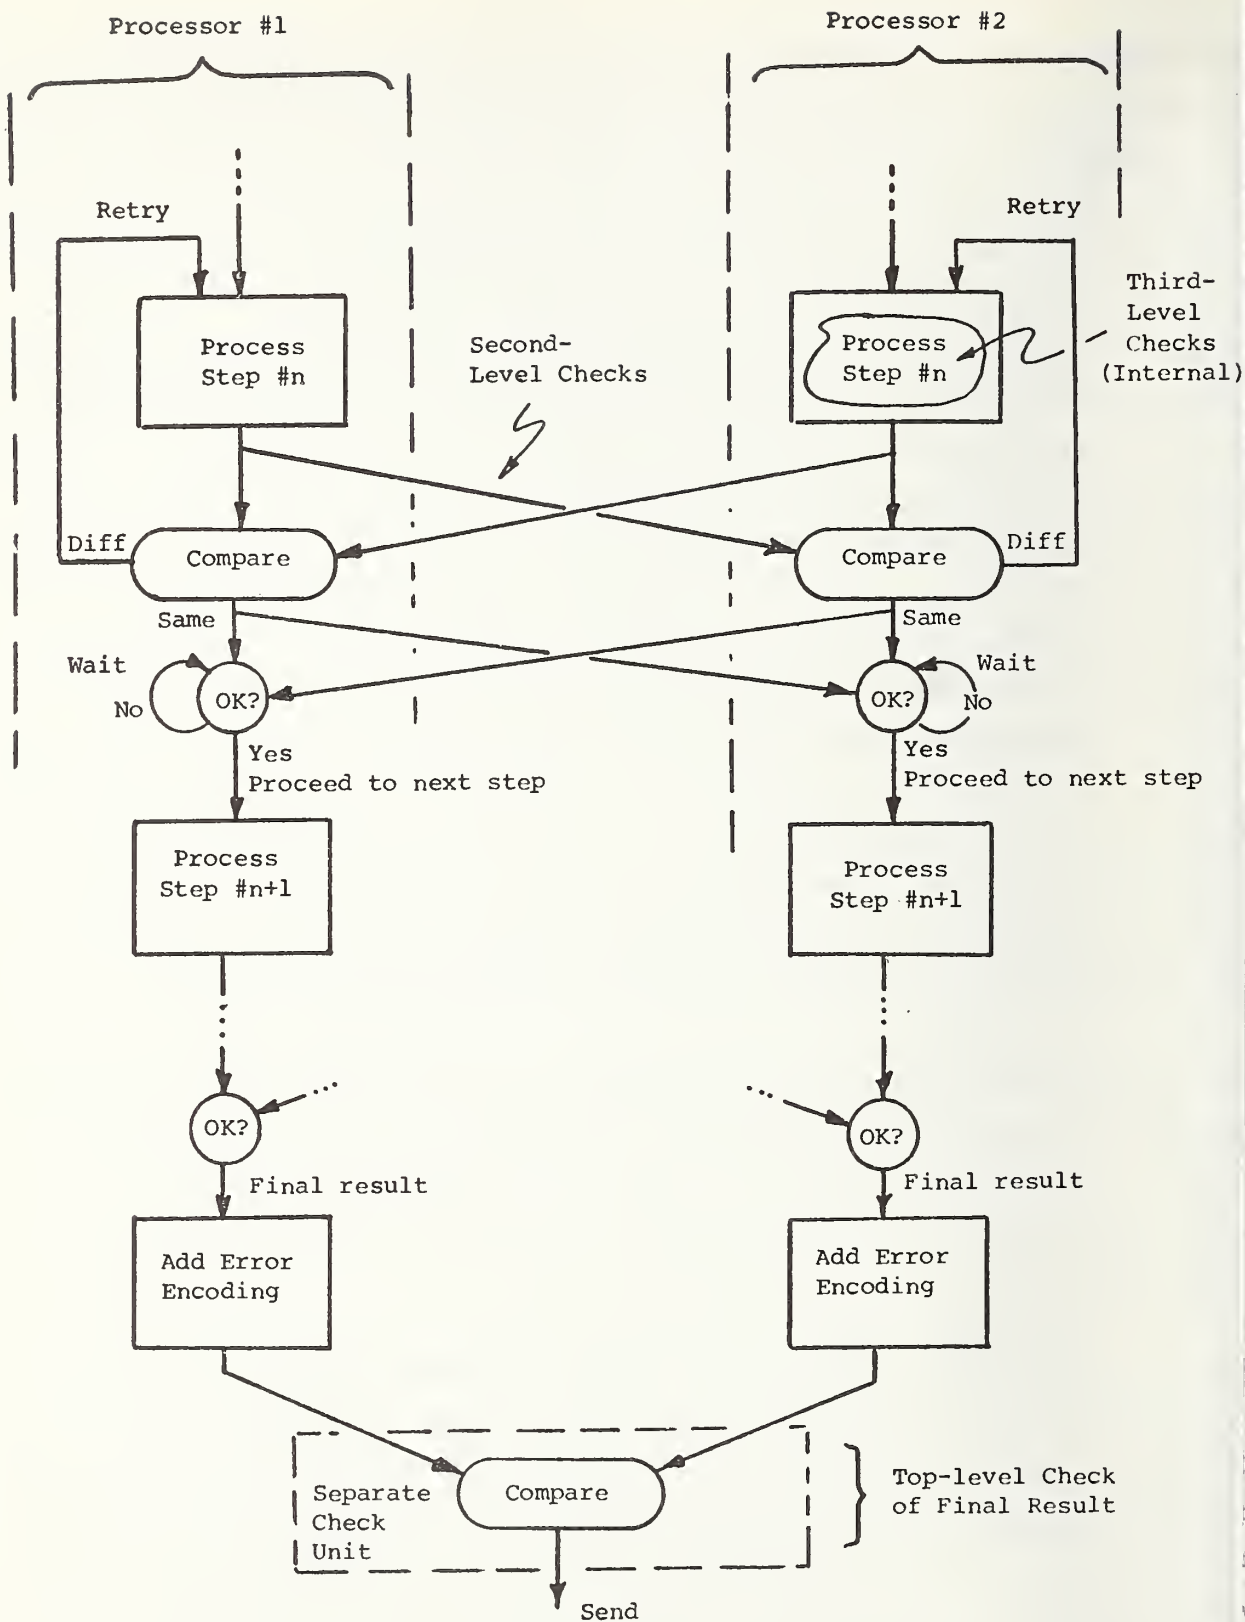 Processor #1
Processor #2
Retry
Retry
Process
Step #n
Second-
Level Checks
Process
Step #n
Third-
Level
Checks
(Internal)
Diff
Compare
Compare
Diff
Same
Same
Wait
No
OK?
OK?
Wait
No
Yes
Proceed to next step
Yes
Proceed to next step
Process
Step #n+1
Process
Step #n+1
OK?
OK?
Final result
Final result
Add Error
Encoding
Add Error
Encoding
Separate
Check
Unit
Compare
Top-level Check
of Final Result
Send